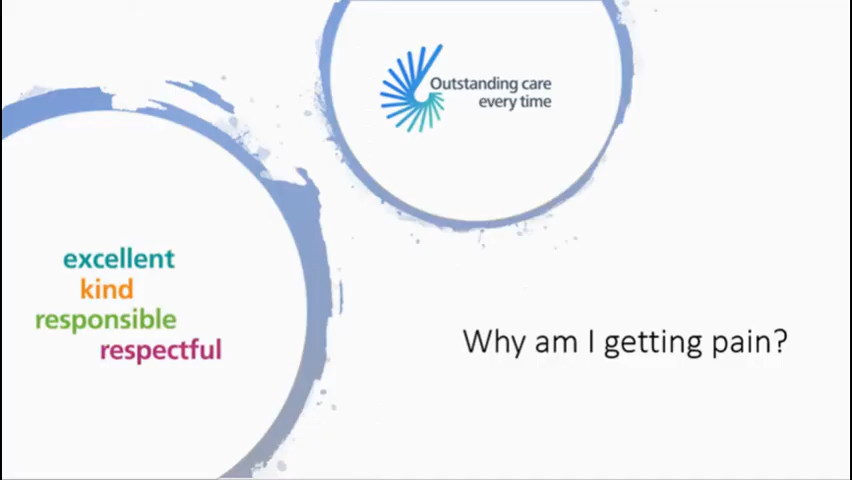 Outstanding care
every time
excellent
kind
responsible
respectful
Why am I getting pain?